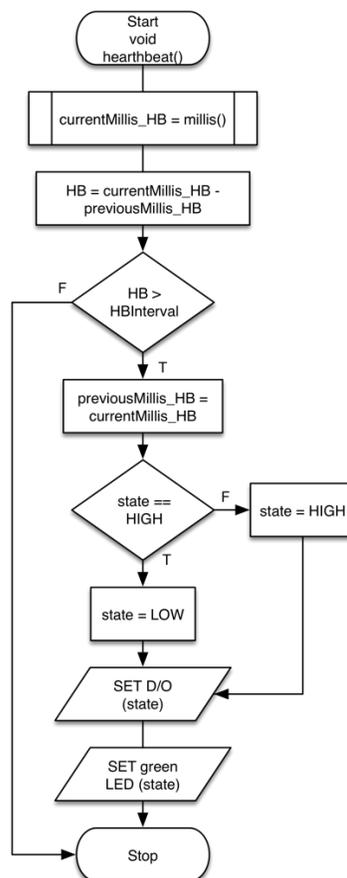 Start
void
hearthbeat()
currentMillis_HB = millis()
HB = currentMillis_HB -
previousMillis_HB
F
HB >
HBInterval
T
previousMillis_HB =
currentMillis_HB
state ==
HIGH
F
state = HIGH
T
state = LOW
SET D/O
(state)
SET green
LED (state)
Stop